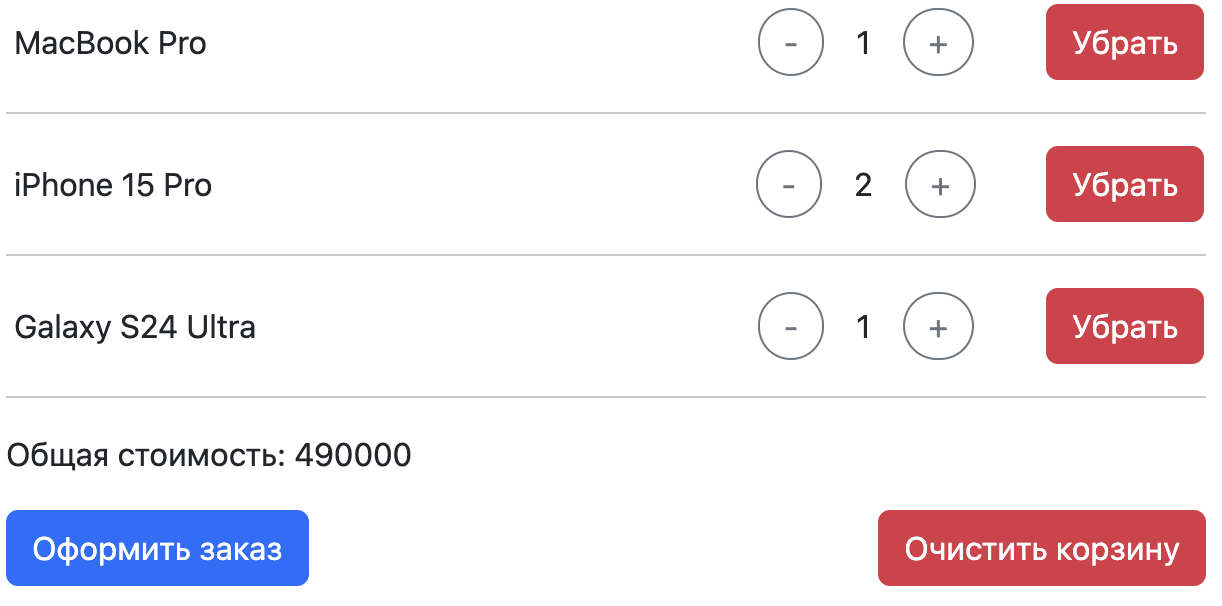 MacBook Pro - 1 + Убрать
iPhone 15 Pro - 2 + Убрать
Galaxy S24 Ultra - 1 + Убрать
Общая стоимость: 490000
Оформить заказ Очистить корзину